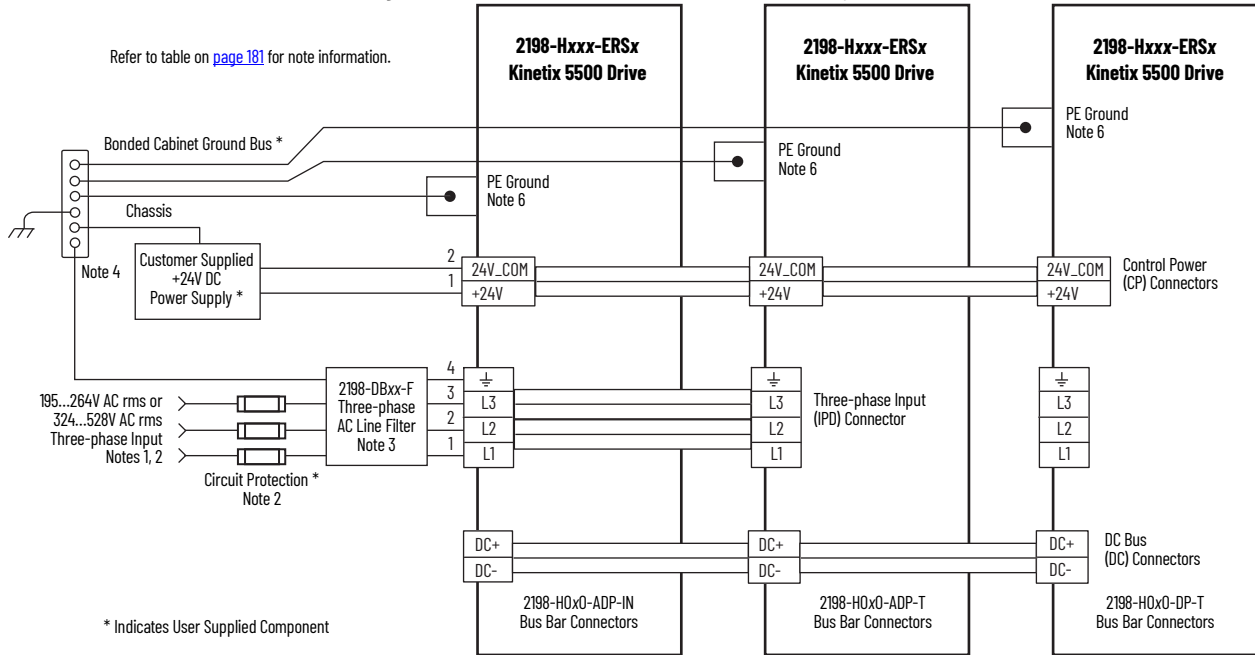 2198-Hxxx-ERSx
Kinetix 5500 Drive
2198-Hxxx-ERSx
Kinetix 5500 Drive
2198-Hxxx-ERSx
Kinetix 5500 Drive
Refer to table on page 181 for note information.
PE Ground
Note 6
Bonded Cabinet Ground Bus *
PE Ground
Note 6
PE Ground
Note 6
Chassis
Note 4
Customer Supplied
+24V DC
Power Supply *
2
1
24V_COM
+24V
24V_COM
+24V
24V_COM
+24V
Control Power
(CP) Connectors
195...264V AC rms or
324...528V AC rms
Three-phase Input
Notes 1, 2
Circuit Protection *
Note 2
2198-DBxx-F
Three-phase
AC Line Filter
Note 3
4
3
2
1
L3
L2
L1
L3
L2
L1
Three-phase Input
(IPD) Connector
L3
L2
L1
DC+
DC-
DC+
DC-
DC+
DC-
DC Bus
(DC) Connectors
2198-H0x0-ADP-IN
Bus Bar Connectors
2198-H0x0-ADP-T
Bus Bar Connectors
2198-H0x0-DP-T
Bus Bar Connectors
* Indicates User Supplied Component